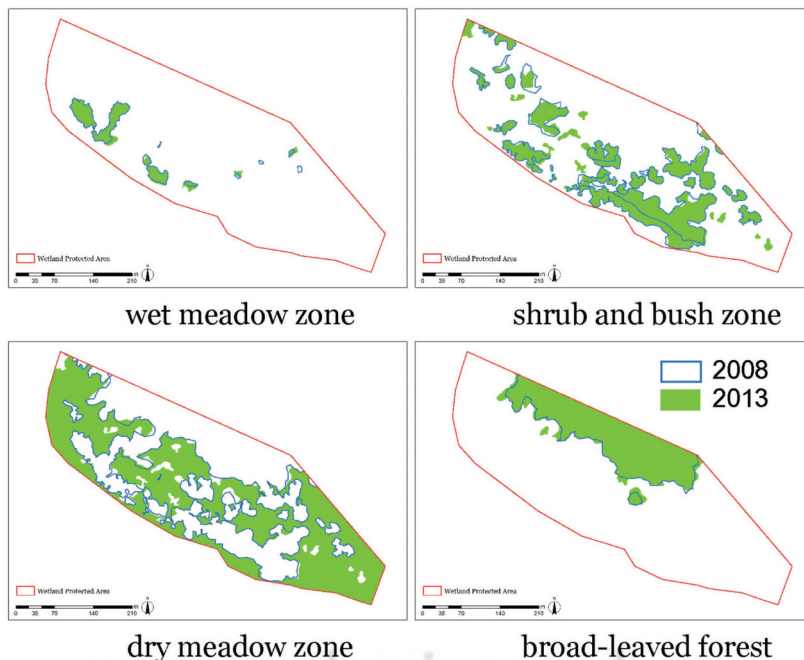 N
Wetland Protected Area
0 35 70 140 210 m
wet meadow zone
N
Wetland Protected Area
0 35 70 140 210 m
shrub and bush zone
N
Wetland Protected Area
0 35 70 140 210 m
dry meadow zone
2008
2013
N
Wetland Protected Area
0 35 70 140 210 m
broad-leaved forest